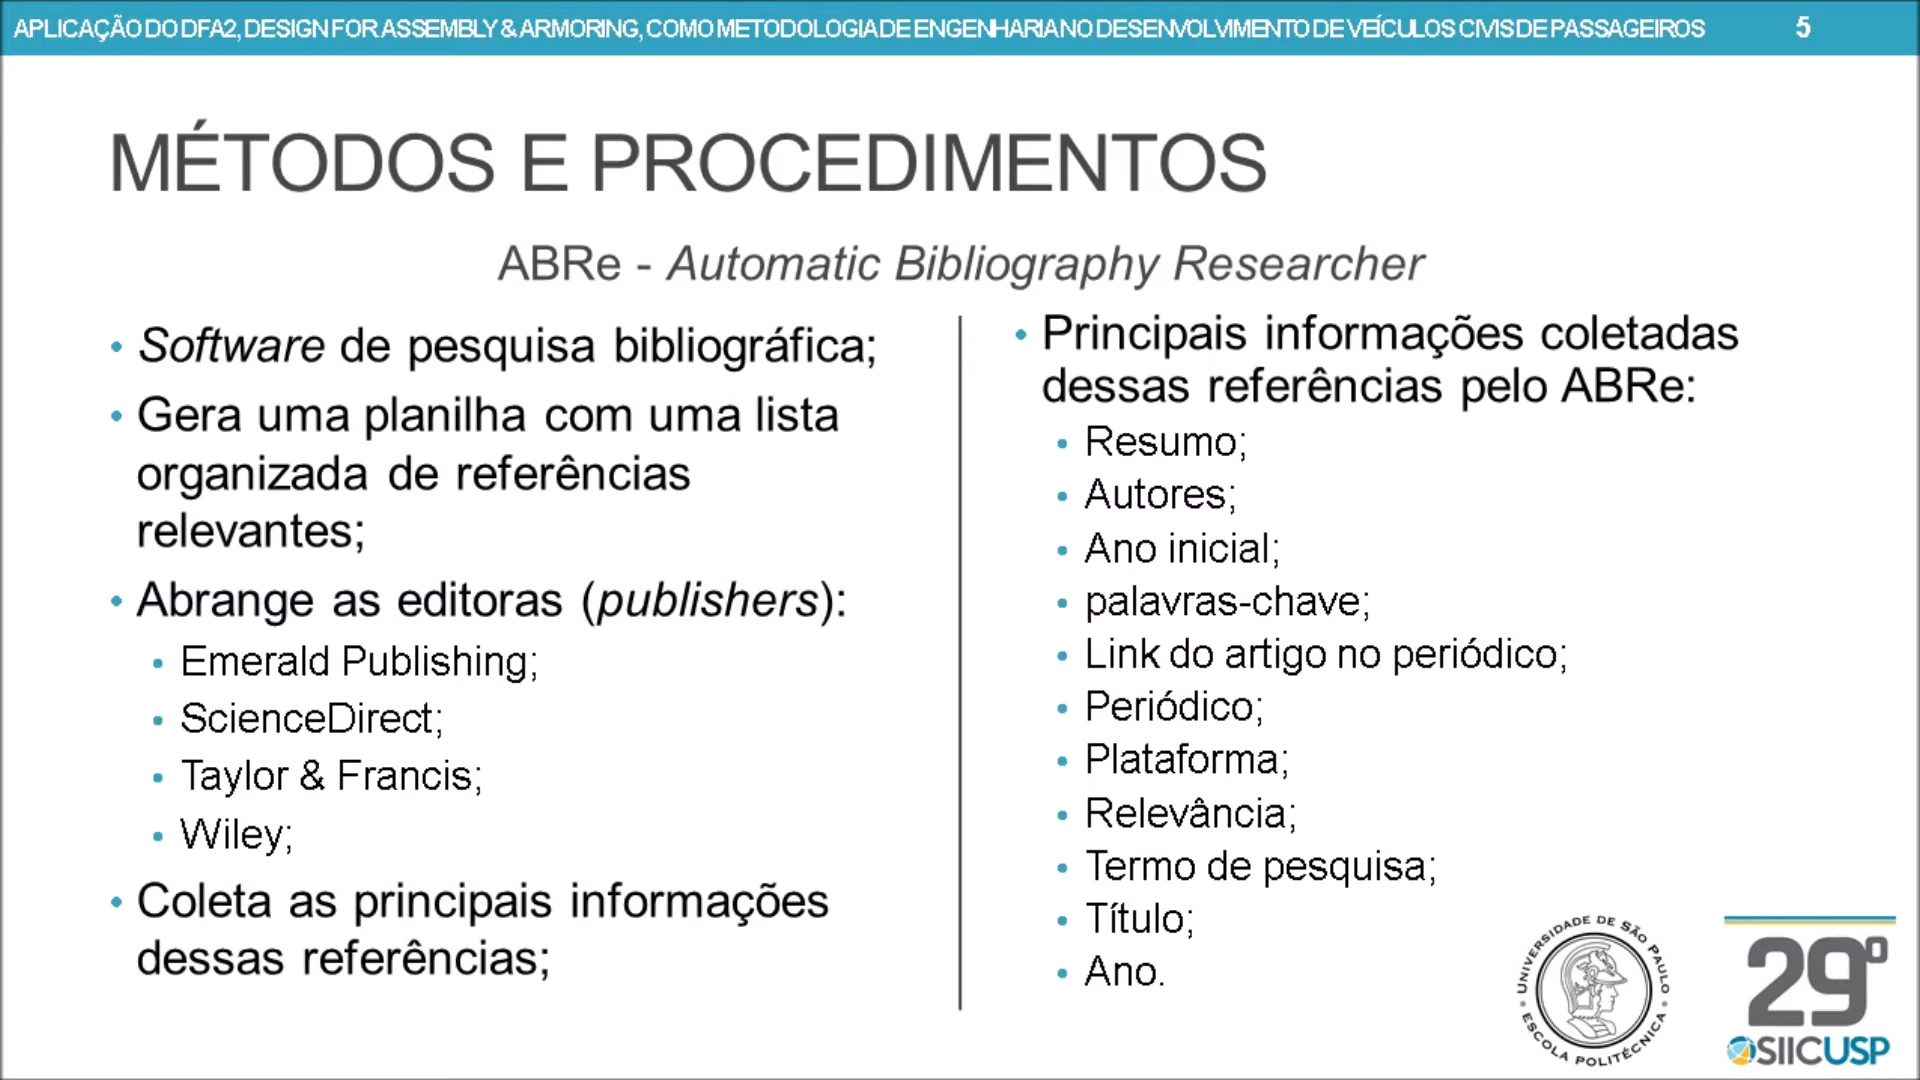 APLICAÇÃO DO DFA2, DESIGN FOR ASSEMBLY & ARMORING, COMO METODOLOGIA DE ENGENHARIA NO DESENVOLVIMENTO DE VEÍCULOS CIVIS DE PASSAGEIROS 5
MÉTODOS E PROCEDIMENTOS
ABRe - Automatic Bibliography Researcher
• Software de pesquisa bibliográfica;
• Gera uma planilha com uma lista
organizada de referências
relevantes;
• Abrange as editoras (publishers):
• Emerald Publishing;
• ScienceDirect;
• Taylor & Francis;
• Wiley;
• Coleta as principais informações
dessas referências;
• Principais informações coletadas
dessas referências pelo ABRe:
• Resumo;
• Autores;
• Ano inicial;
• palavras-chave;
• Link do artigo no periódico;
• Periódico;
• Plataforma;
• Relevância;
• Termo de pesquisa;
• Título;
• Ano.
UNIVERSIDADE DE SÃO PAULO
ESCOLA POLITÉCNICA
29º
SIICUSP